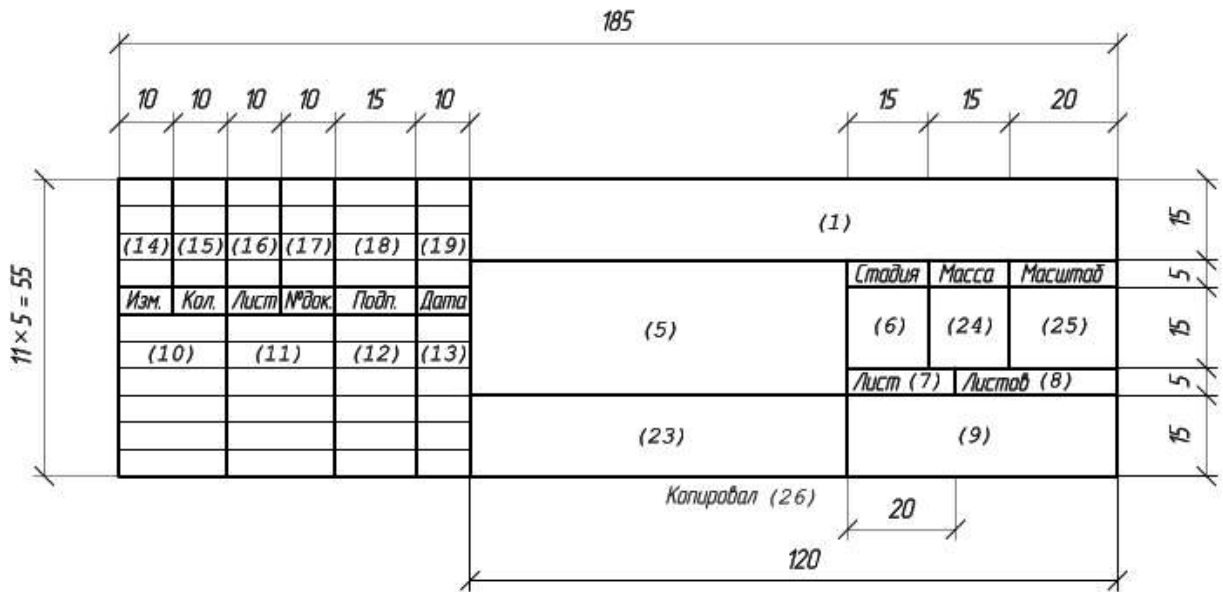 185
10 10 10 10 15 10 15 15 20
(1)
15
(14) (15) (16) (17) (18) (19)
11 × 5 = 55
Изм. Кол. Лист №док. Подп. Дата
Стадия Масса Масштаб
5
(10) (11) (12) (13)
(5)
(6) (24) (25)
15
Лист (7) Листов (8)
5
(23)
(9)
15
Копировал (26)
20
120